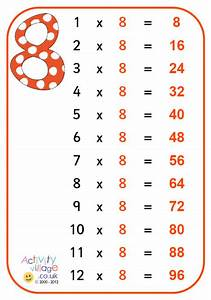 8
1 x 8 = 8
2 x 8 = 16
3 x 8 = 24
4 x 8 = 32
5 x 8 = 40
6 x 8 = 48
7 x 8 = 56
8 x 8 = 64
9 x 8 = 72
10 x 8 = 80
11 x 8 = 88
12 x 8 = 96
Activity
village
.co.uk
© 2000 - 2012